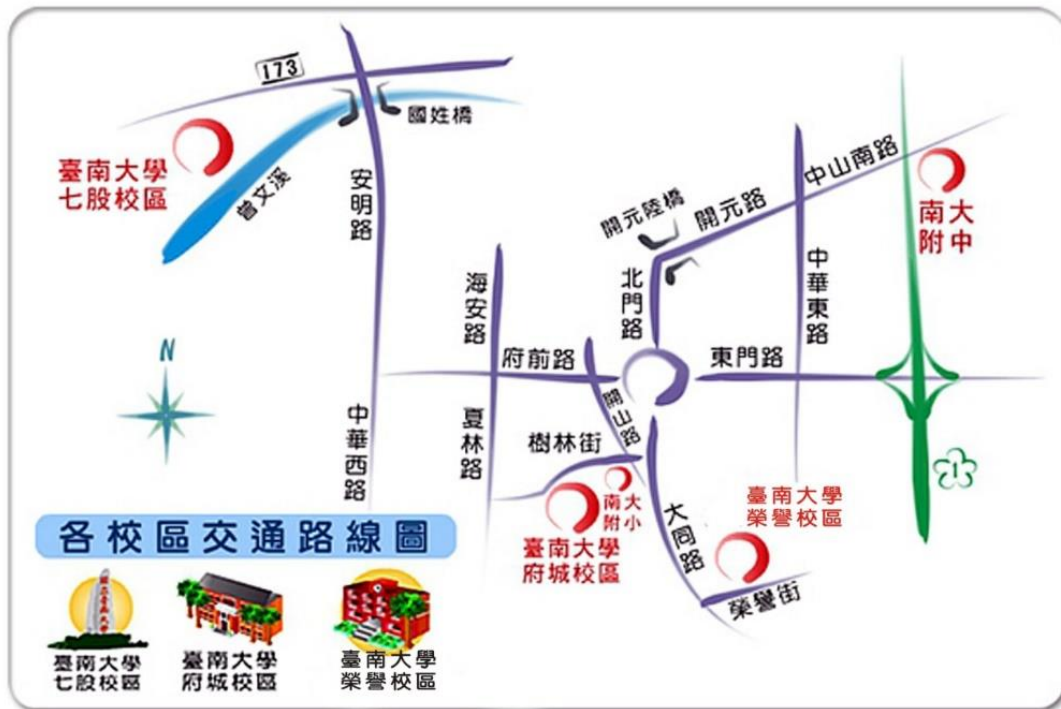 173
國姓橋
臺南大學
七股校區
曾文溪
安明路
中山南路
開元路
開元陸橋
南大
附中
海安路
北門路
中華東路
府前路
東門路
N
開山路
中華西路
夏林路
樹林街
1
南大
附小
臺南大學
府城校區
大同路
臺南大學
榮譽校區
榮譽街
各校區交通路線圖
國立臺南大學
臺南大學
七股校區
臺南大學
府城校區
臺南大學
榮譽校區